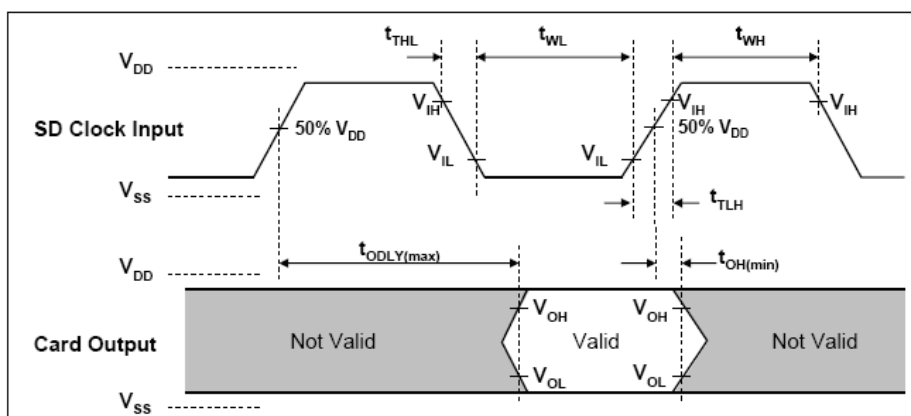 t_THL t_WL t_WH
V_DD
V_IH V_IH V_IH
SD Clock Input 50% V_DD 50% V_DD
V_IL V_IL
V_SS
t_TLH
t_ODLY(max) t_OH(min)
V_DD
V_OH V_OH
Card Output Not Valid Valid Not Valid
V_OL V_OL
V_SS